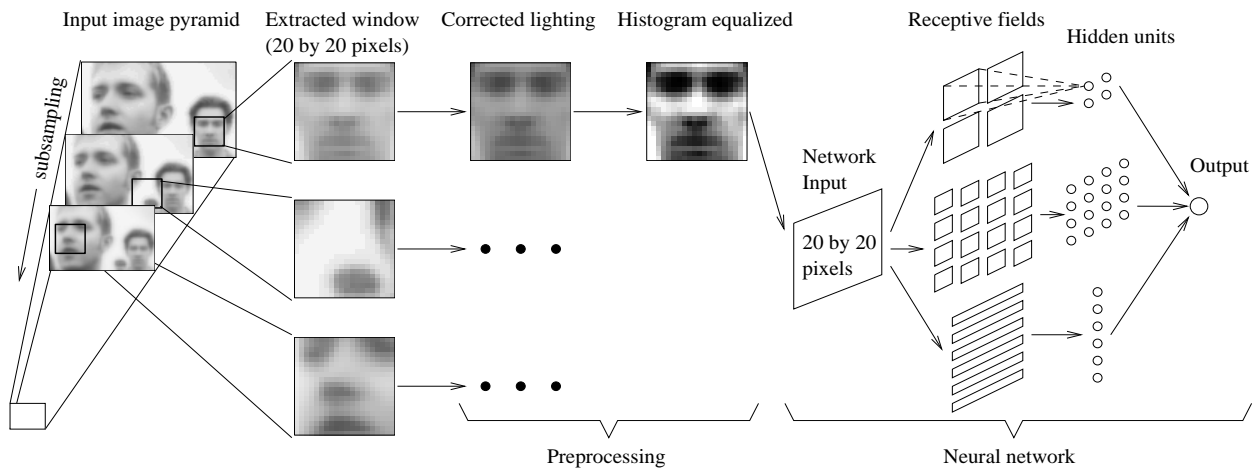 Input image pyramid
Extracted window
(20 by 20 pixels)
Corrected lighting
Histogram equalized
Receptive fields
Hidden units
subsampling
Network
Input
Output
20 by 20
pixels
Preprocessing
Neural network